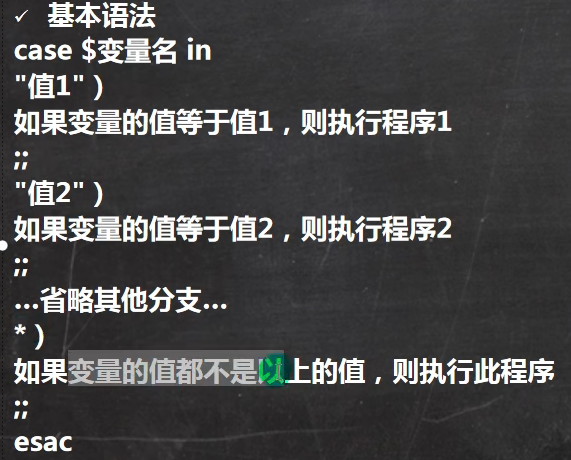 ✓ 基本语法
case $变量名 in
"值1" )
如果变量的值等于值1，则执行程序1
;;
"值2" )
如果变量的值等于值2，则执行程序2
;;
…省略其他分支…
* )
如果变量的值都不是以上的值，则执行此程序
;;
esac